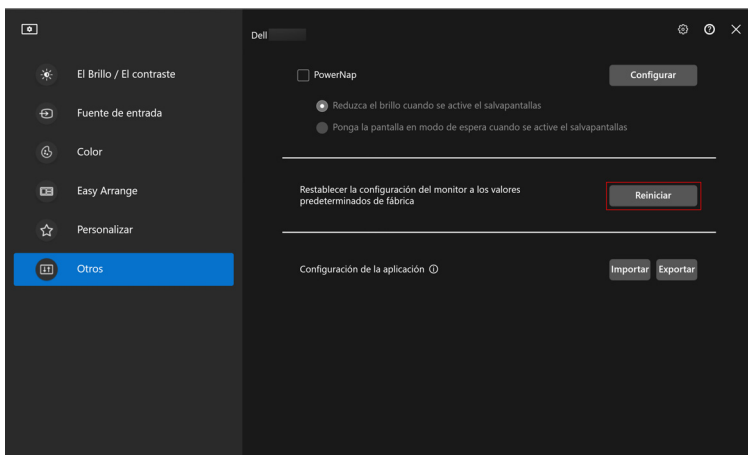 Dell
El Brillo / El contraste
Fuente de entrada
Color
Easy Arrange
Personalizar
Otros
PowerNap
Configurar
Reduzca el brillo cuando se active el salvapantallas
Ponga la pantalla en modo de espera cuando se active el salvapantallas
Restablecer la configuración del monitor a los valores
predeterminados de fábrica
Reiniciar
Configuración de la aplicación
Importar
Exportar